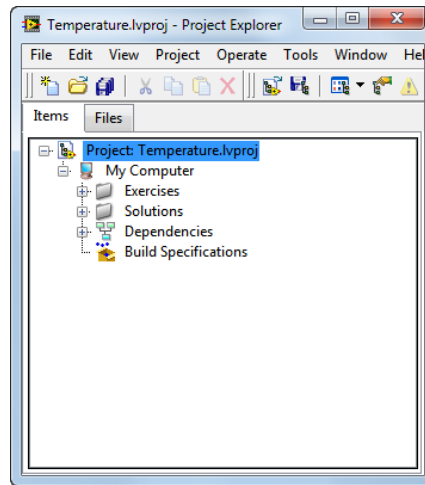 Temperature.lvproj - Project Explorer
File Edit View Project Operate Tools Window Hel
Items Files
Project: Temperature.lvproj
My Computer
Exercises
Solutions
Dependencies
Build Specifications